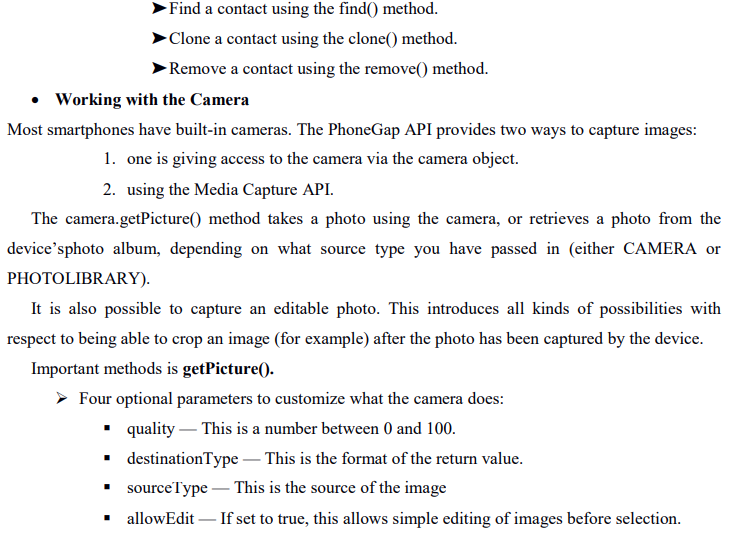 ➤Find a contact using the find() method.
➤Clone a contact using the clone() method.
➤Remove a contact using the remove() method.
• Working with the Camera
Most smartphones have built-in cameras. The PhoneGap API provides two ways to capture images:
1. one is giving access to the camera via the camera object.
2. using the Media Capture API.
The camera.getPicture() method takes a photo using the camera, or retrieves a photo from the
device’sphoto album, depending on what source type you have passed in (either CAMERA or
PHOTOLIBRARY).
It is also possible to capture an editable photo. This introduces all kinds of possibilities with
respect to being able to crop an image (for example) after the photo has been captured by the device.
Important methods is getPicture().
➢ Four optional parameters to customize what the camera does:
▪ quality — This is a number between 0 and 100.
▪ destinationType — This is the format of the return value.
▪ sourceType — This is the source of the image
▪ allowEdit — If set to true, this allows simple editing of images before selection.